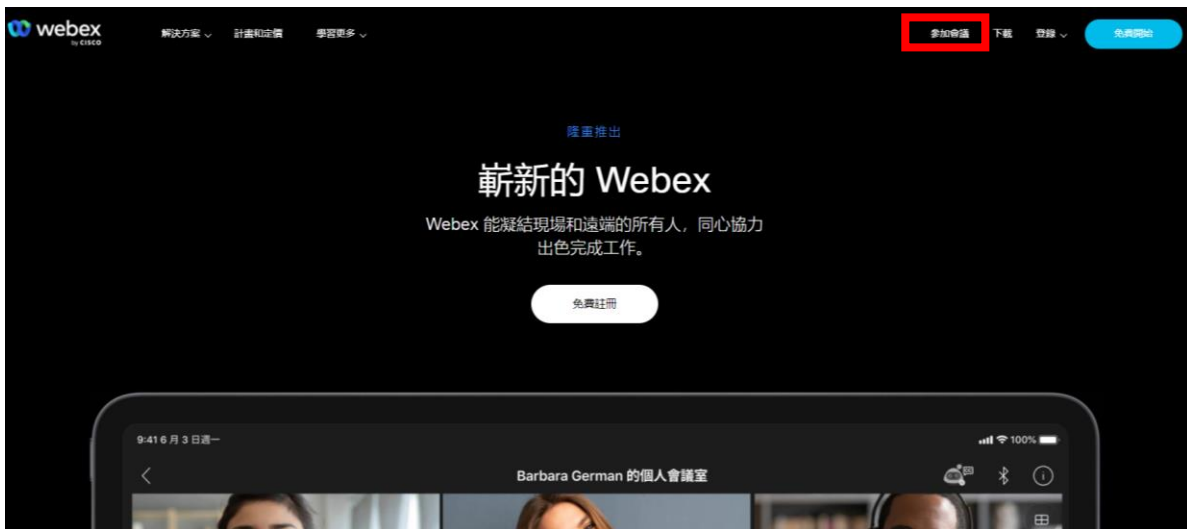 webex
by CISCO
解決方案
計畫和定價
學習更多
參加會議
下載
登錄
免費開始
隆重推出
嶄新的 Webex
Webex 能凝結現場和遠端的所有人，同心協力
出色完成工作。
免費註冊
9:41 6 月 3 日週一
100%
Barbara German 的個人會議室